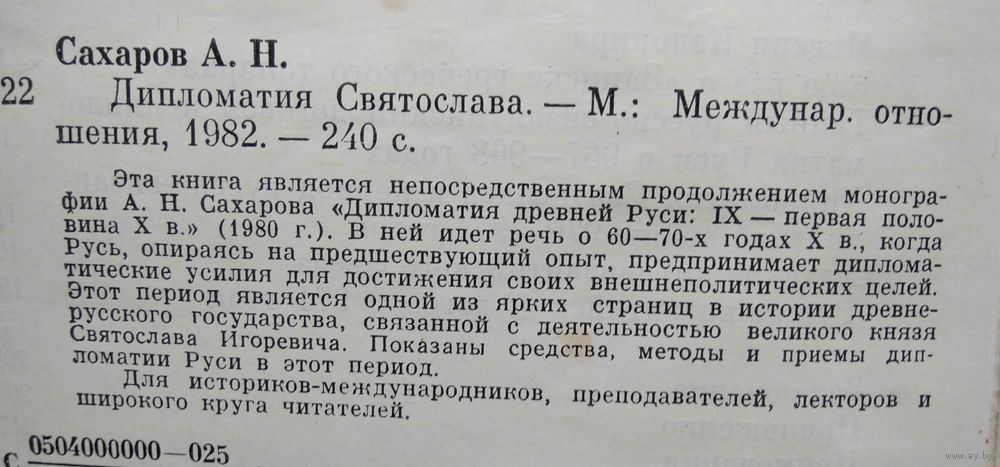 Сахаров А. Н.
22 Дипломатия Святослава. — М.: Междунар. отно-
шения, 1982. — 240 с.
Эта книга является непосредственным продолжением моногра-
фии А. Н. Сахарова «Дипломатия древней Руси: IX — первая поло-
вина X в.» (1980 г.). В ней идет речь о 60—70-х годах X в., когда
Русь, опираясь на предшествующий опыт, предпринимает диплома-
тические усилия для достижения своих внешнеполитических целей.
Этот период является одной из ярких страниц в истории древне-
русского государства, связанной с деятельностью великого князя
Святослава Игоревича. Показаны средства, методы и приемы дип-
ломатии Руси в этот период.
Для историков-международников, преподавателей, лекторов и
широкого круга читателей.
0504000000—025
С
www.ay.by